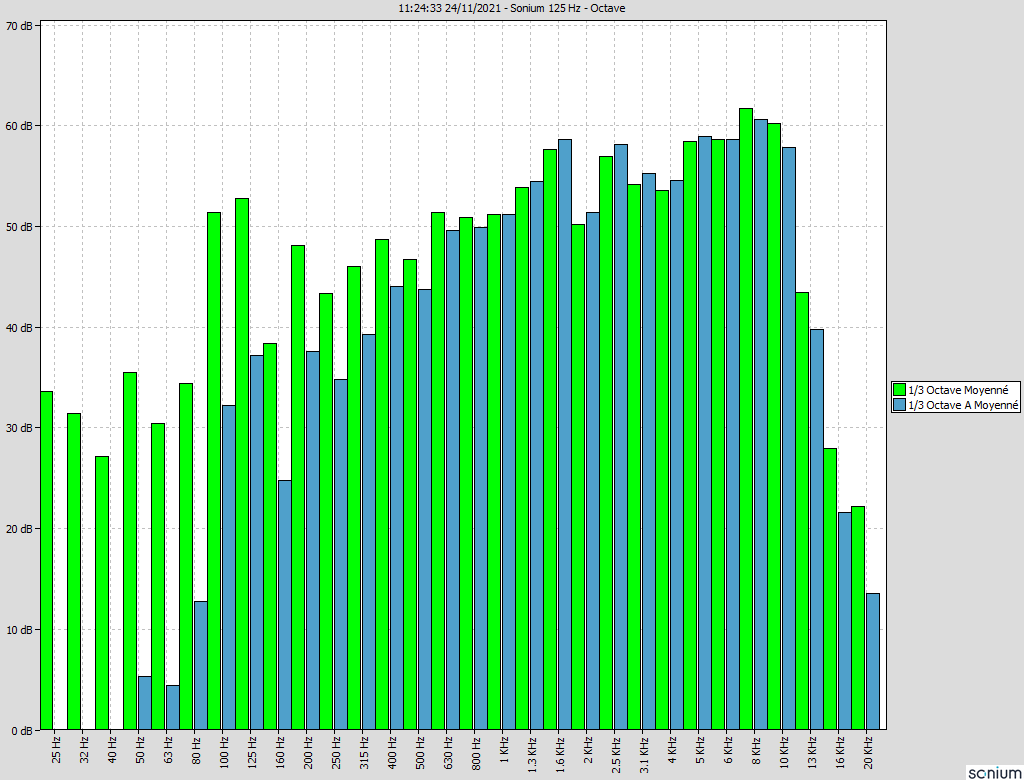 11:24:33 24/11/2021 - Sonium 125 Hz - Octave
70 dB
60 dB
50 dB
40 dB
30 dB
20 dB
10 dB
0 dB
1/3 Octave Moyenné
1/3 Octave A Moyenné
25 Hz
32 Hz
40 Hz
50 Hz
63 Hz
80 Hz
100 Hz
125 Hz
160 Hz
200 Hz
250 Hz
315 Hz
400 Hz
500 Hz
630 Hz
800 Hz
1 KHz
1.3 KHz
1.6 KHz
2 KHz
2.5 KHz
3.1 KHz
4 KHz
5 KHz
6 KHz
8 KHz
10 KHz
13 KHz
16 KHz
20 KHz
sonium